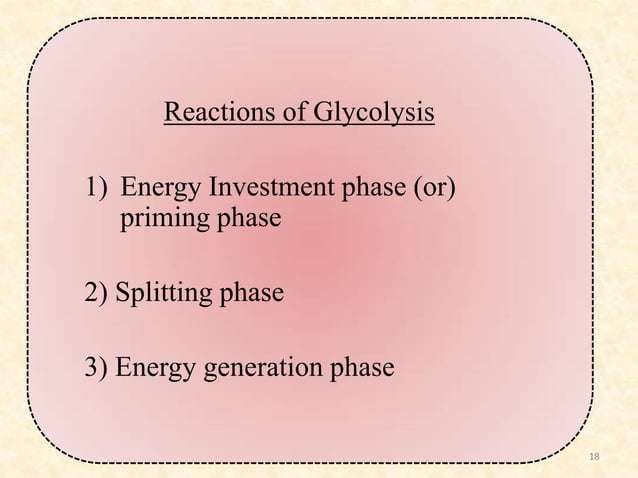 Reactions of Glycolysis
1) Energy Investment phase (or)
priming phase
2) Splitting phase
3) Energy generation phase
18